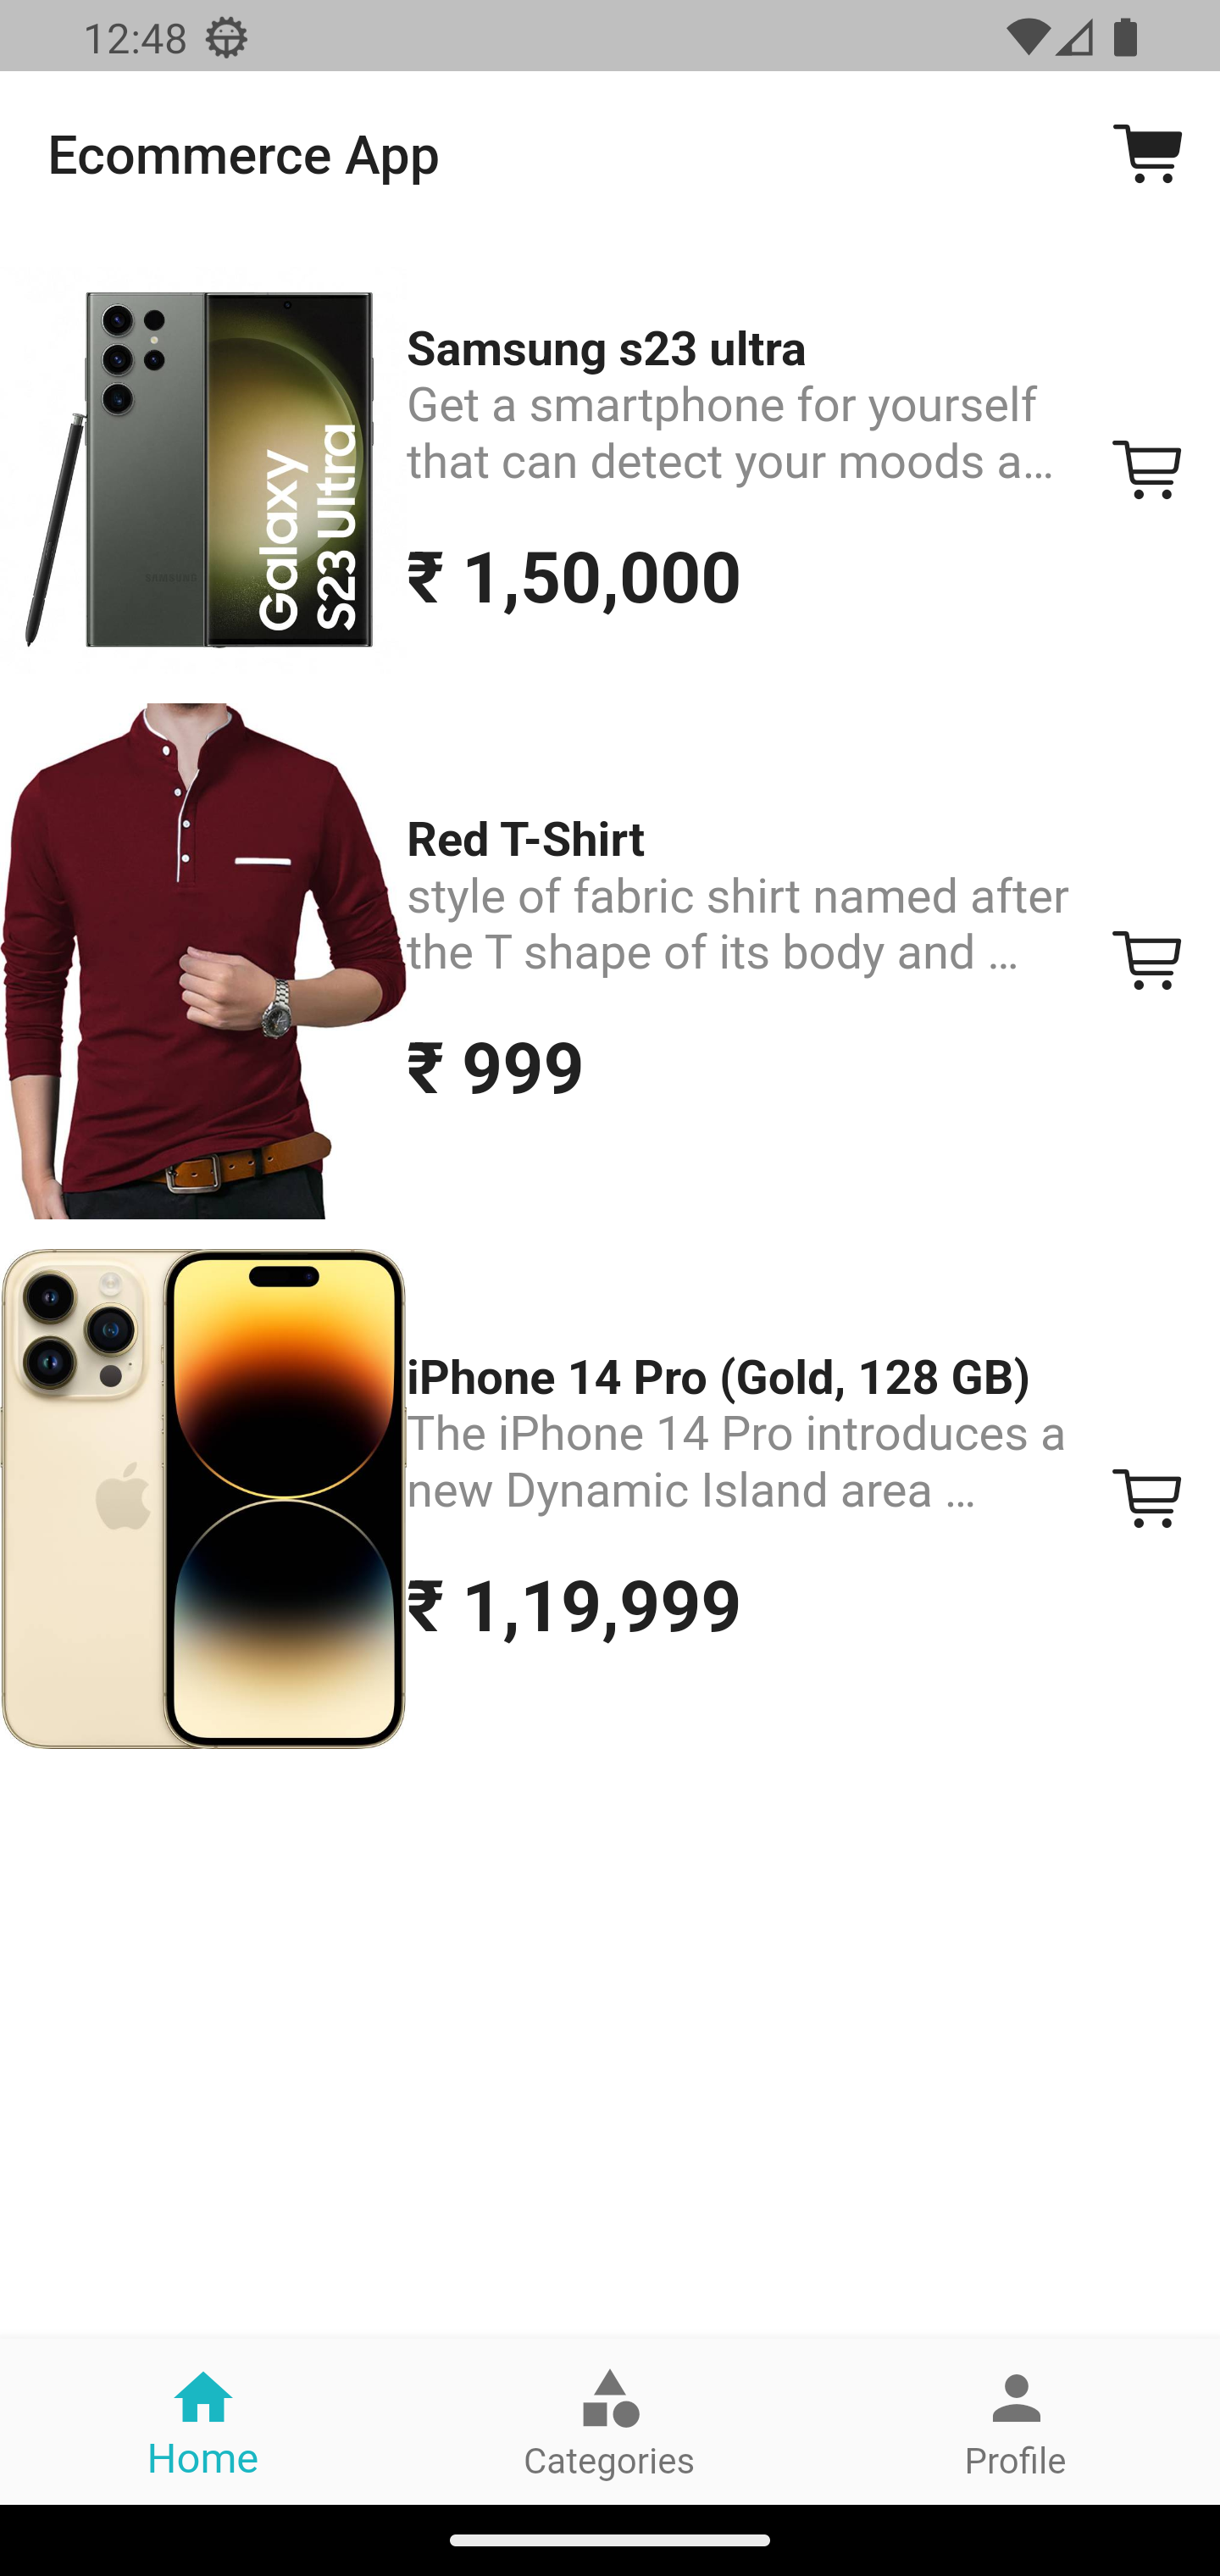 12:48
Ecommerce App
Galaxy
S23 Ultra
SAMSUNG
Samsung s23 ultra
Get a smartphone for yourself
that can detect your moods a…
₹ 1,50,000
Red T-Shirt
style of fabric shirt named after
the T shape of its body and …
₹ 999
iPhone 14 Pro (Gold, 128 GB)
The iPhone 14 Pro introduces a
new Dynamic Island area …
₹ 1,19,999
Home
Categories
Profile